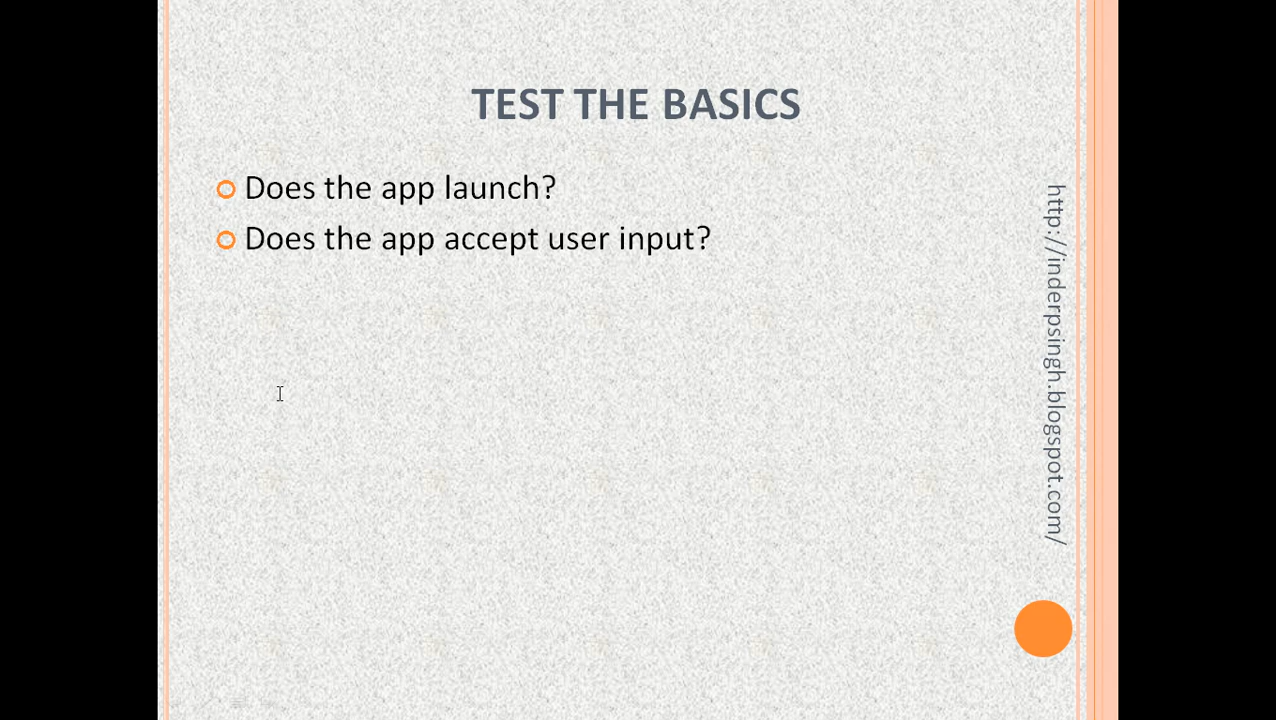 TEST THE BASICS
Does the app launch?
Does the app accept user input?
http://inderpsingh.blogspot.com/